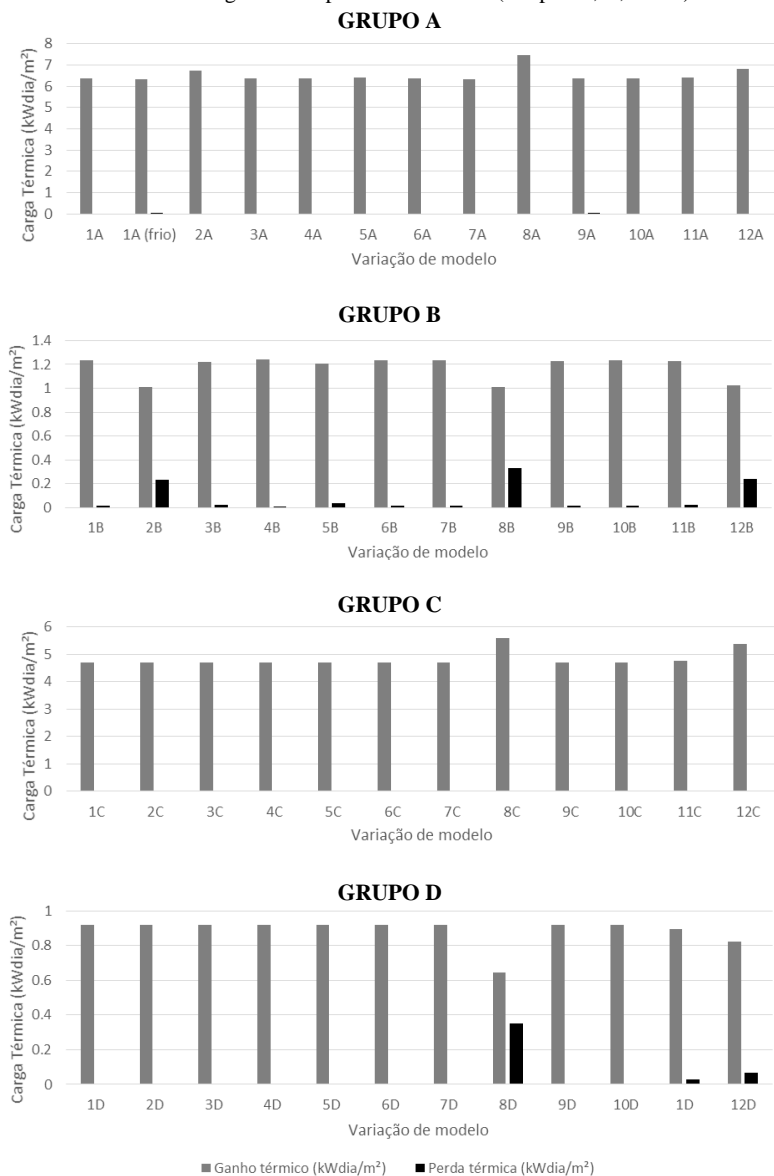 GRUPO A
Carga Térmica (kWdia/m²)
8
7
6
5
4
3
2
1
0
1A 1A (frio) 2A 3A 4A 5A 6A 7A 8A 9A 10A 11A 12A
Variação de modelo
GRUPO B
Carga Térmica (kWdia/m²)
1.4
1.2
1
0.8
0.6
0.4
0.2
0
1B 2B 3B 4B 5B 6B 7B 8B 9B 10B 11B 12B
Variação de modelo
GRUPO C
Carga Térmica (kWdia/m²)
6
5
4
3
2
1
0
1C 2C 3C 4C 5C 6C 7C 8C 9C 10C 11C 12C
Variação de modelo
GRUPO D
Carga Térmica (kWdia/m²)
1
0.8
0.6
0.4
0.2
0
1D 2D 3D 4D 5D 6D 7D 8D 9D 10D 1D 12D
Variação de modelo
Ganho térmico (kWdia/m²) Perda térmica (kWdia/m²)